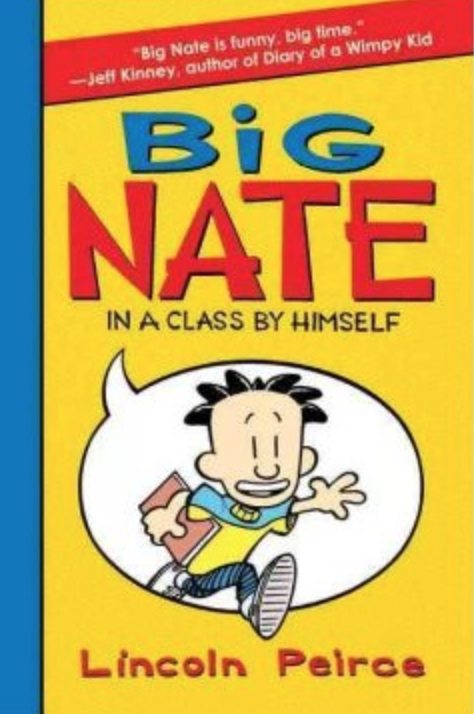 "Big Nate is funny, big time."
—Jeff Kinney, author of Diary of a Wimpy Kid
BiG
NATE
IN A CLASS BY HIMSELF
Lincoln Peirce